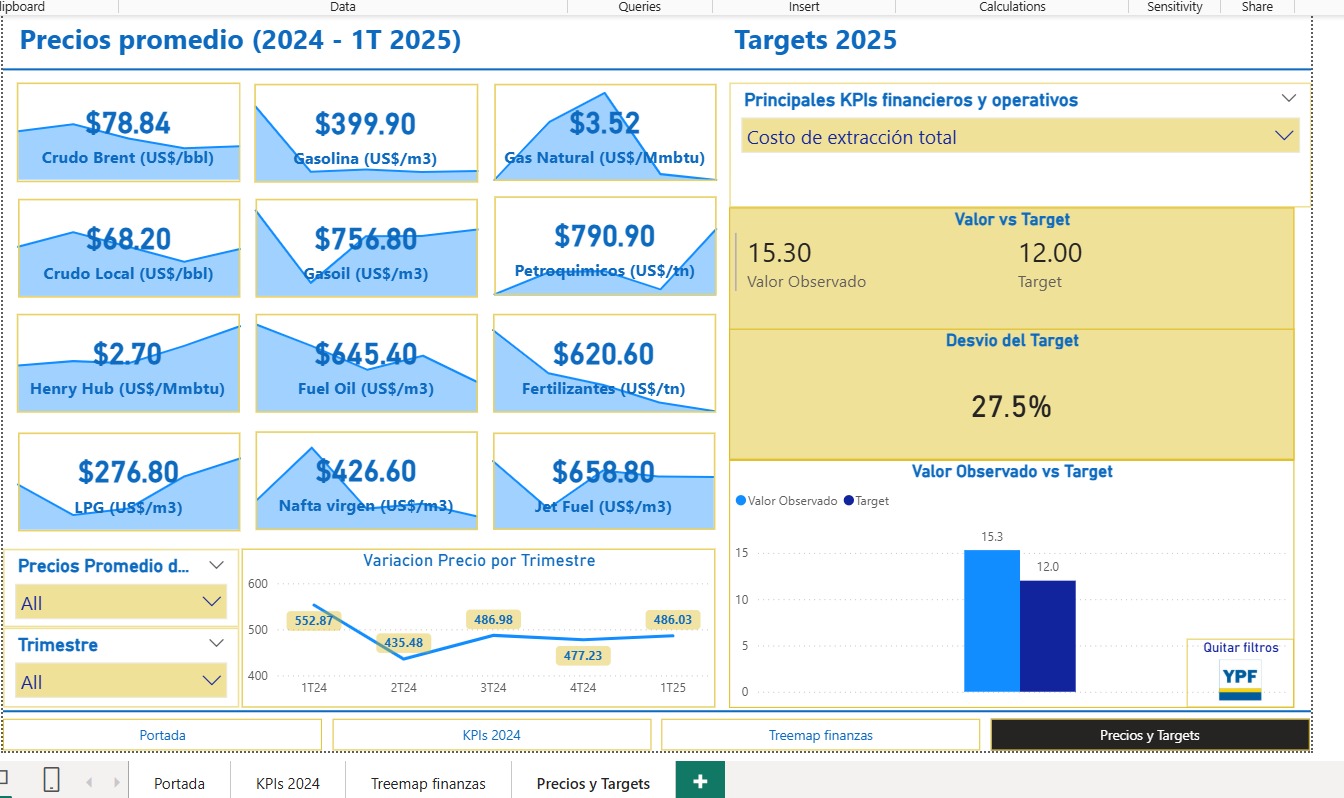 lipboard
Data
Queries
Insert
Calculations
Sensitivity
Share
Precios promedio (2024 - 1T 2025)
Targets 2025
$78.84
Crudo Brent (US$/bbl)
$399.90
Gasolina (US$/m3)
$3.52
Gas Natural (US$/Mmbtu)
$68.20
Crudo Local (US$/bbl)
$756.80
Gasoil (US$/m3)
$790.90
Petroquimicos (US$/tn)
$2.70
Henry Hub (US$/Mmbtu)
$645.40
Fuel Oil (US$/m3)
$620.60
Fertilizantes (US$/tn)
$276.80
LPG (US$/m3)
$426.60
Nafta virgen (US$/m3)
$658.80
Jet Fuel (US$/m3)
Precios Promedio d...
All
Trimestre
All
Variacion Precio por Trimestre
600
500
400
552.87
435.48
486.98
477.23
486.03
1T24
2T24
3T24
4T24
1T25
Principales KPIs financieros y operativos
Costo de extracción total
Valor vs Target
15.30
Valor Observado
12.00
Target
Desvio del Target
27.5%
Valor Observado vs Target
Valor Observado
Target
15
10
5
0
15.3
12.0
Quitar filtros
YPF
Portada
KPIs 2024
Treemap finanzas
Precios y Targets
Portada
KPIs 2024
Treemap finanzas
Precios y Targets
+